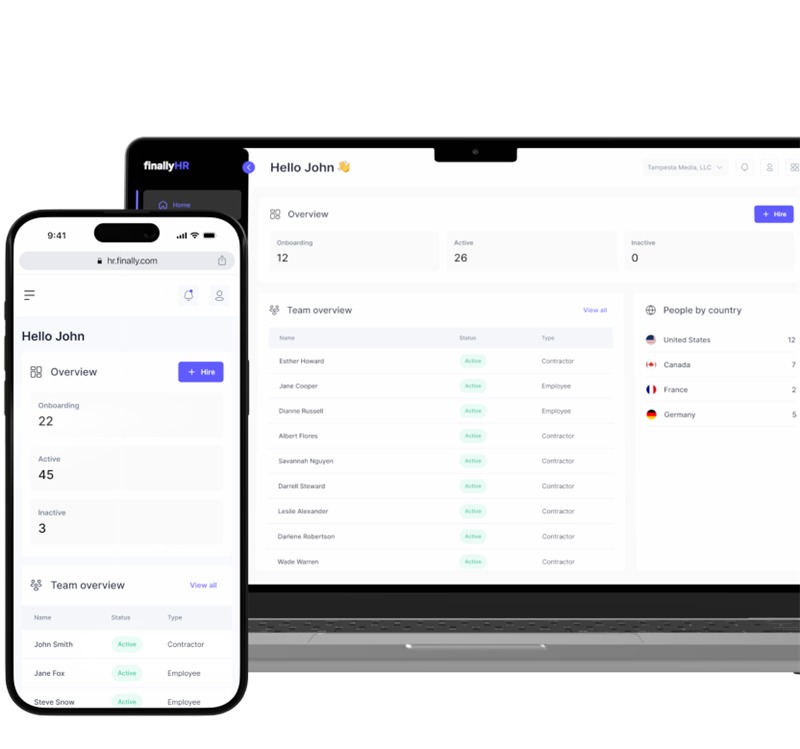 finallyHR
Home
Hello John 👋
Tampesta Media, LLC
Overview
+ Hire
Onboarding
12
Active
26
Inactive
0
Team overview
View all
Name Status Type
Esther Howard Active Contractor
Jane Cooper Active Employee
Dianne Russell Active Employee
Albert Flores Active Contractor
Savannah Nguyen Active Contractor
Darrell Steward Active Contractor
Leslie Alexander Active Contractor
Darlene Robertson Active Contractor
Wade Warren Active Contractor
People by country
United States 12
Canada 7
France 2
Germany 5
9:41
hr.finally.com
Hello John
Overview
+ Hire
Onboarding
22
Active
45
Inactive
3
Team overview
View all
Name Status Type
John Smith Active Contractor
Jane Fox Active Employee
Steve Snow Active Employee